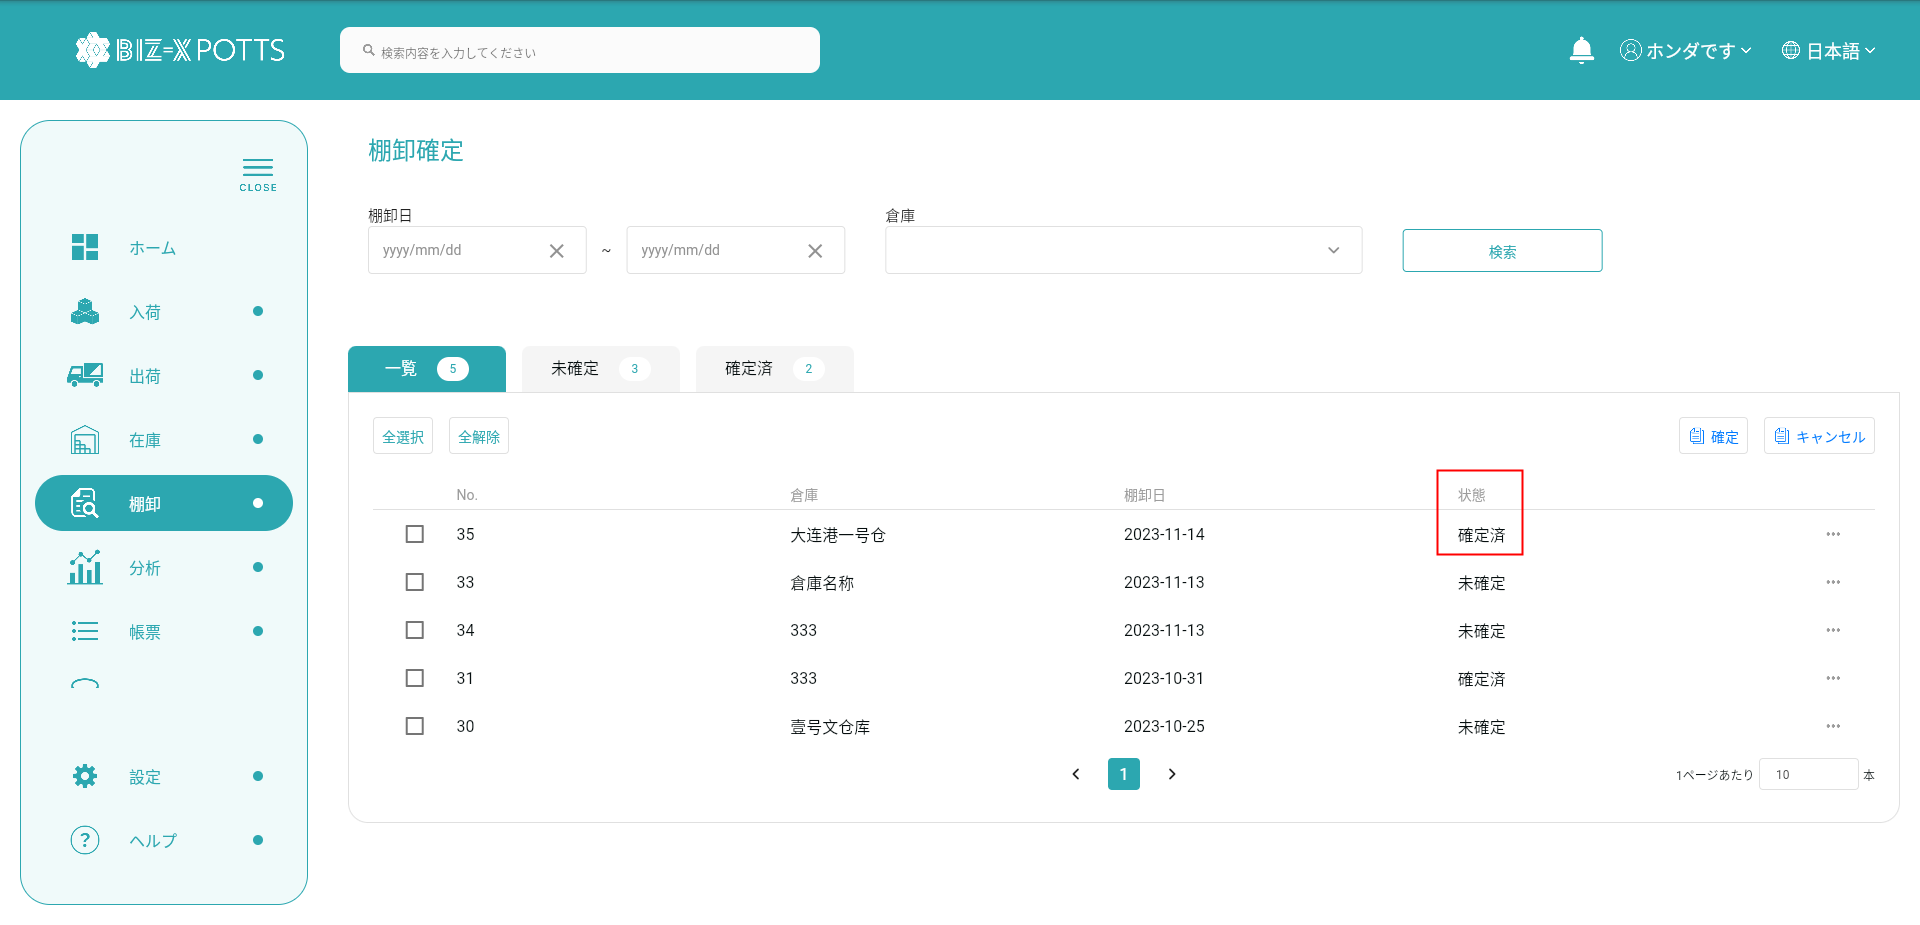 BIZ-X POTTS
検索内容を入力してください
ホンダです
日本語
CLOSE
ホーム
入荷
出荷
在庫
棚卸
分析
帳票
設定
? ヘルプ
棚卸確定
棚卸日
yyyy/mm/dd ~ yyyy/mm/dd
倉庫
検索
一覧 5
未確定 3
確定済 2
全選択 全解除
確定 キャンセル
No. 倉庫 棚卸日 状態
35 大连港一号仓 2023-11-14 確定済 ...
33 倉庫名称 2023-11-13 未確定 ...
34 333 2023-11-13 未確定 ...
31 333 2023-10-31 確定済 ...
30 壹号文仓库 2023-10-25 未確定 ...
1
1ページあたり 10 本